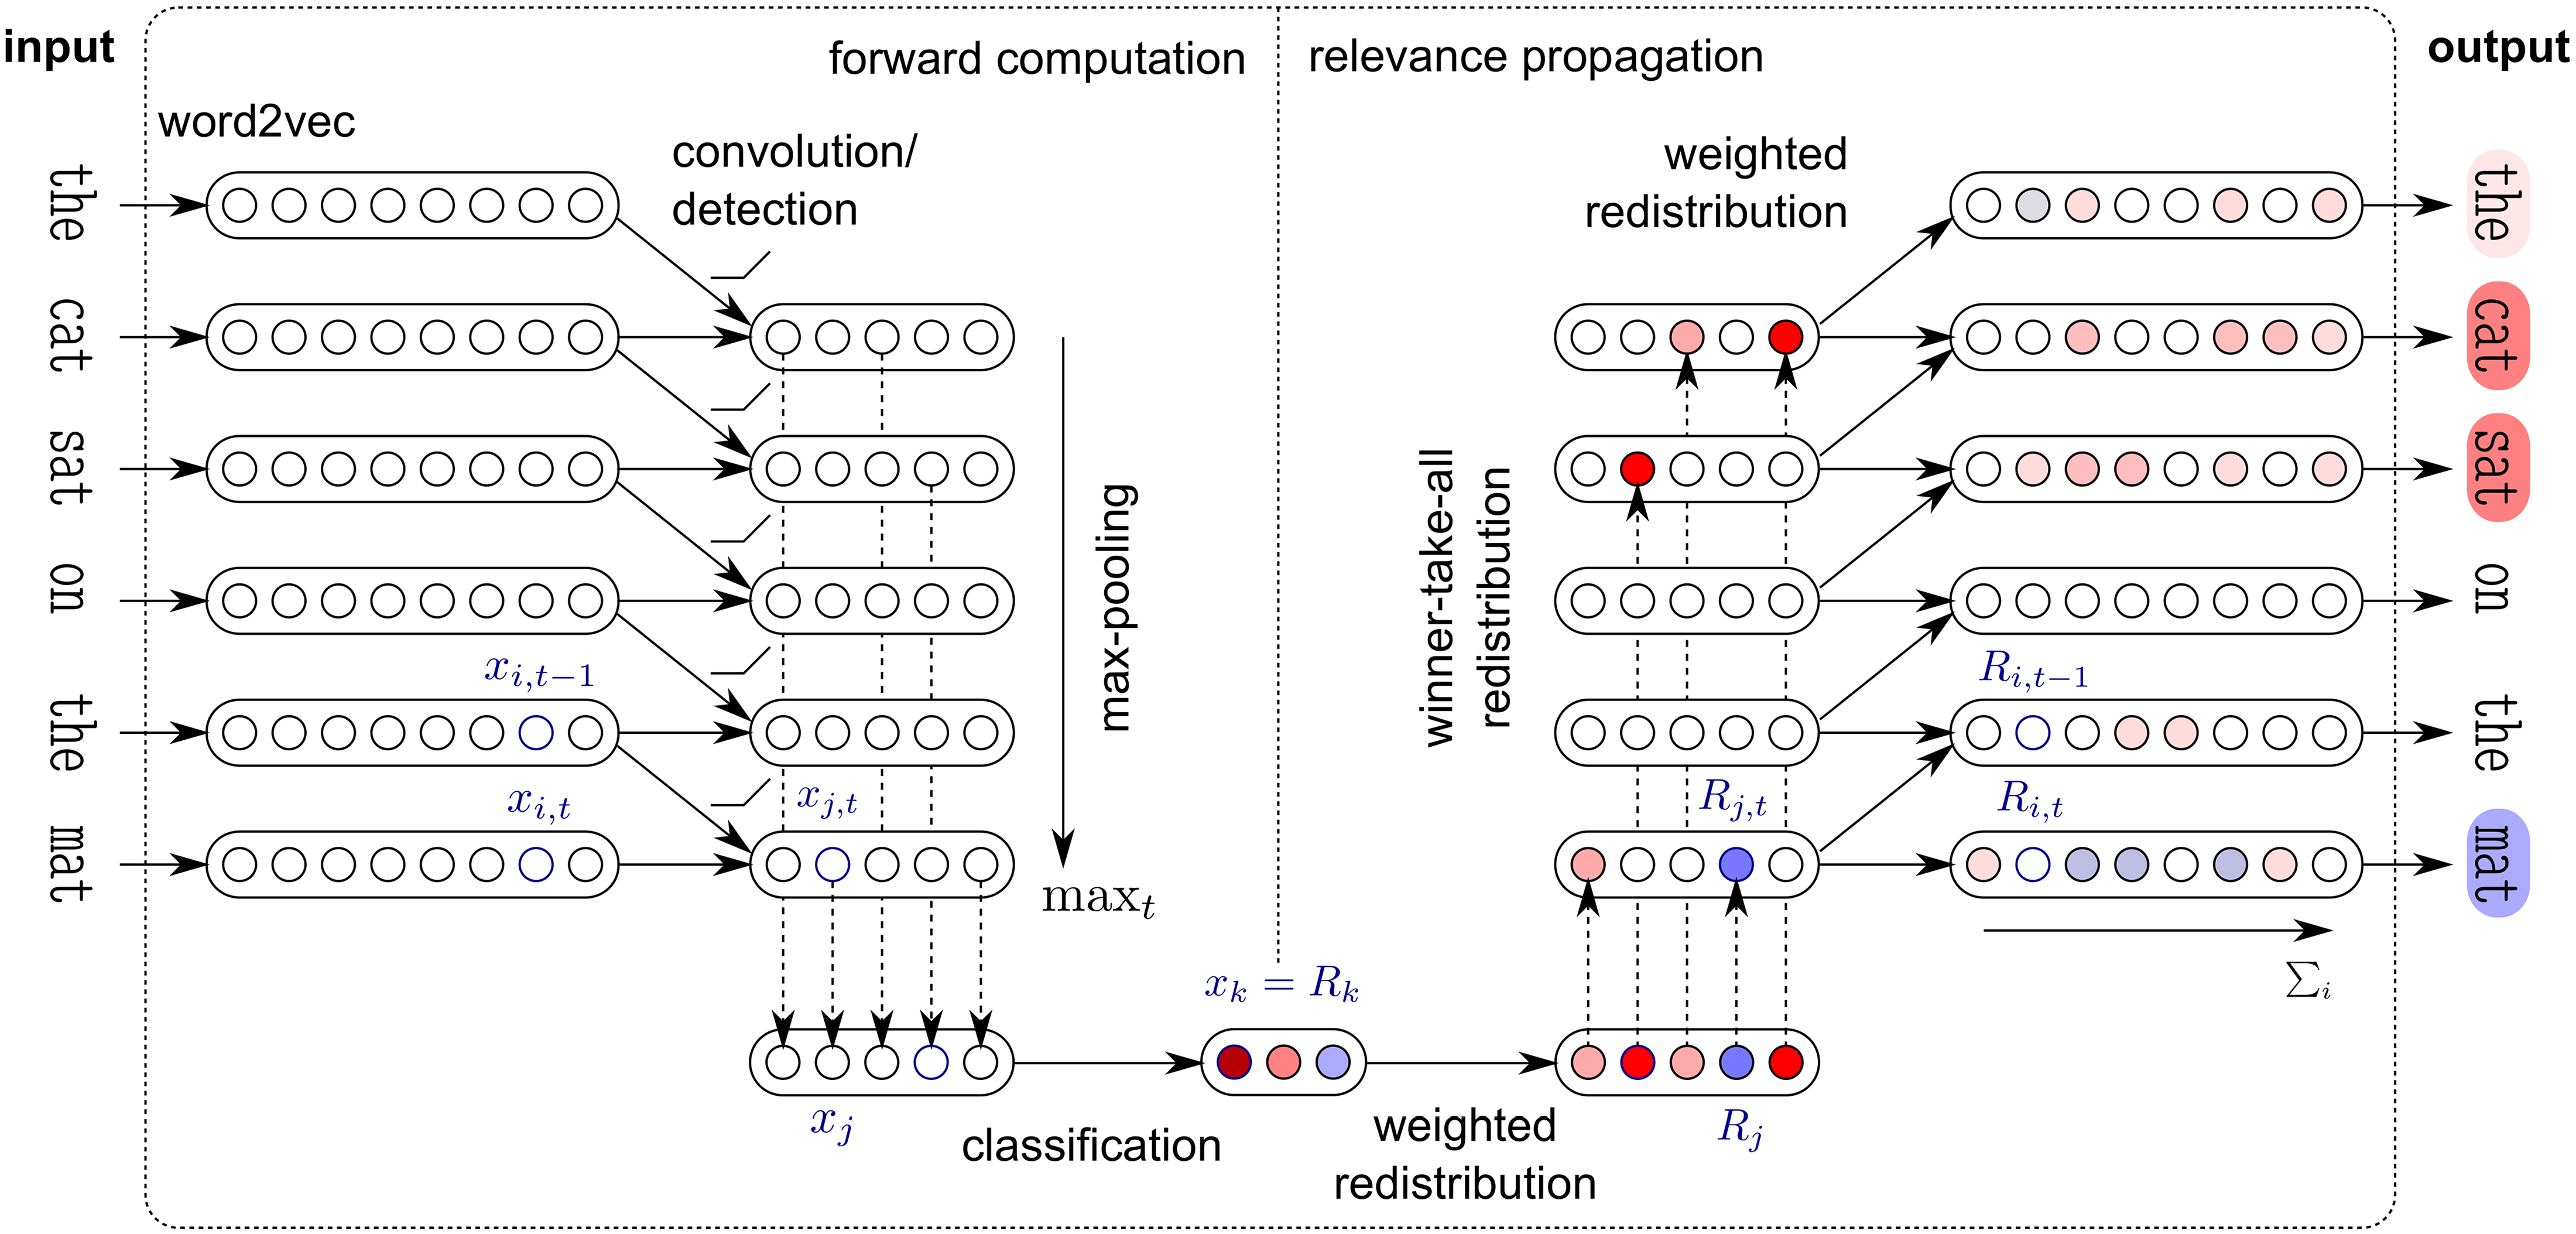 input
forward computation
relevance propagation
output
word2vec
convolution/
detection
weighted
redistribution
the
cat
sat
on
the
mat
x_{i,t−1}
x_{i,t}
x_{j,t}
max-pooling
max_t
x_j
classification
x_k = R_k
weighted
redistribution
R_j
winner-take-all
redistribution
R_{j,t}
R_{i,t−1}
R_{i,t}
∑_i
the
cat
sat
on
the
mat